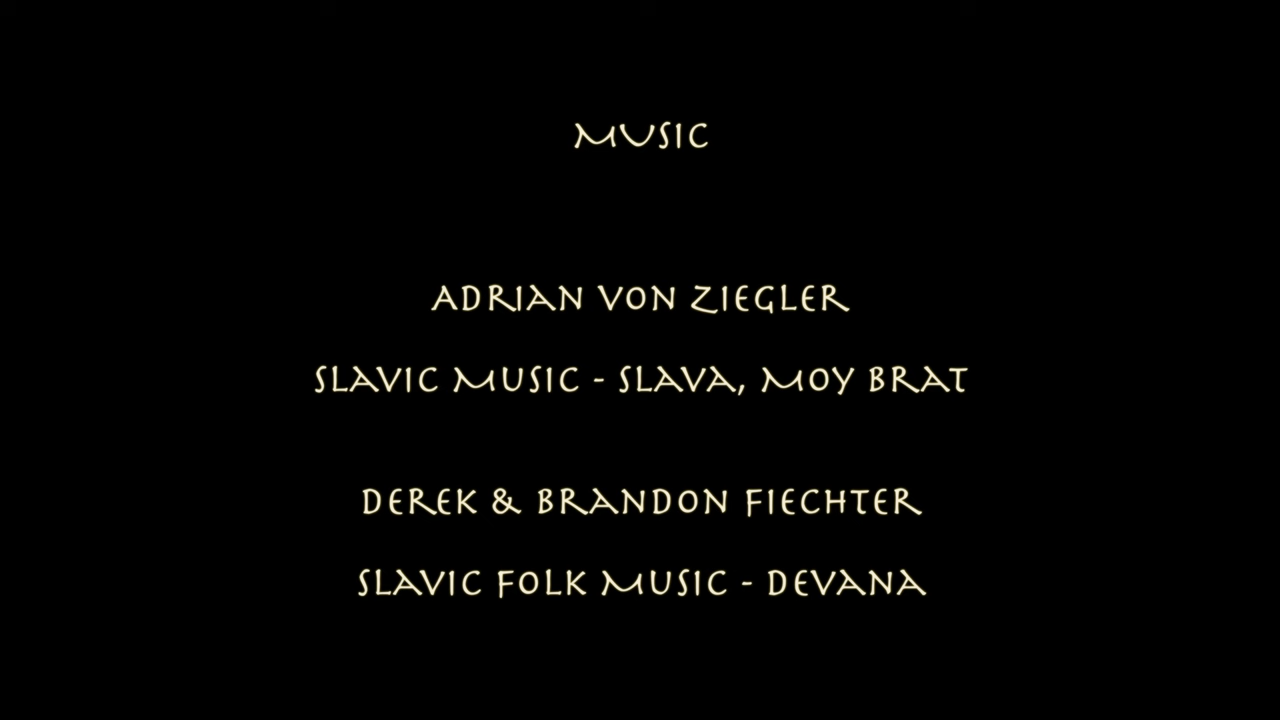 MUSIC
ADRIAN VON ZIEGLER
SLAVIC MUSIC - SLAVA, MOY BRAT
DEREK & BRANDON FIECHTER
SLAVIC FOLK MUSIC - DEVANA